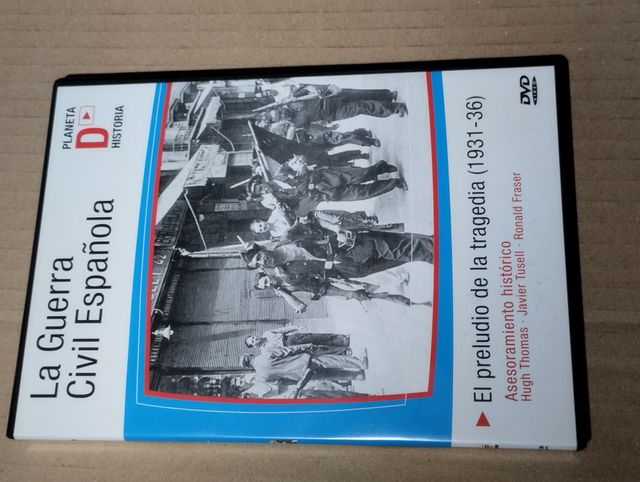 La Guerra
Civil Española
PLANETA
D
HISTORIA
El preludio de la tragedia (1931-36)
Asesoramiento histórico
Hugh Thomas · Javier Tusell · Ronald Fraser
DVD
VIDEO